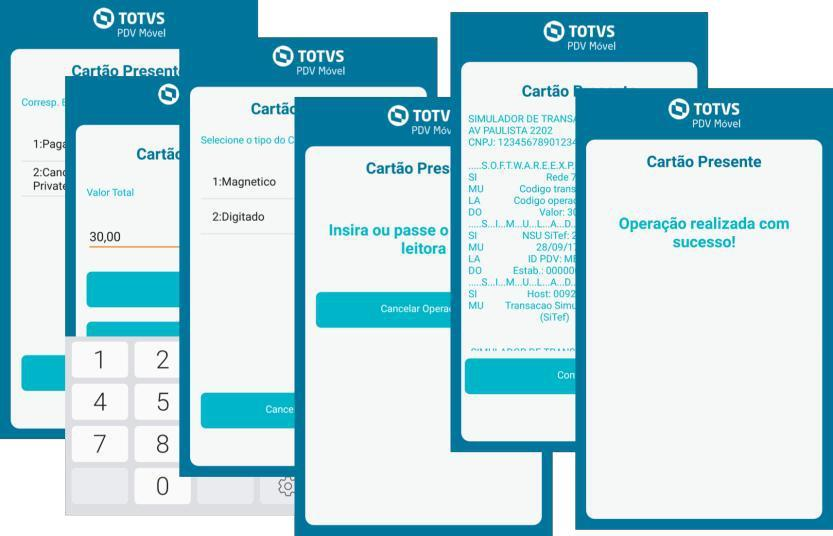 TOTVS
PDV Móvel
Cartão Present
Corresp.
1:Paga
2:Canc
Private
Cartão
Valor Total
30,00
1 2
4 5
7 8
0
TOTVS
PDV Móvel
Cartão
Selecione o tipo do C
1:Magnetico
2:Digitado
Cance
TOTV
PDV Móv
Cartão Pres
Insira ou passe o
leitora
Cancelar Opera
TOTVS
PDV Móvel
Cartão
SIMULADOR DE TRANSA
AV PAULISTA 2202
CNPJ: 12345678901234
.....S.O.F.T.W.A.R.E.E.X.P.
SI Rede 7
MU Codigo trans
LA Codigo operac
DO Valor: 30
.....S...I...M...U...L...A...D..
SI NSU SiTef: 2
MU 28/09/17
LA ID PDV: ME
DO Estab.: 000000
.....S...I...M...U...L...A...D..
SI Host: 0092
MU Transacao Simu
(SiTef)
SIMULADOR DE TRANS
Con
TOTVS
PDV Móvel
Cartão Presente
Operação realizada com
sucesso!